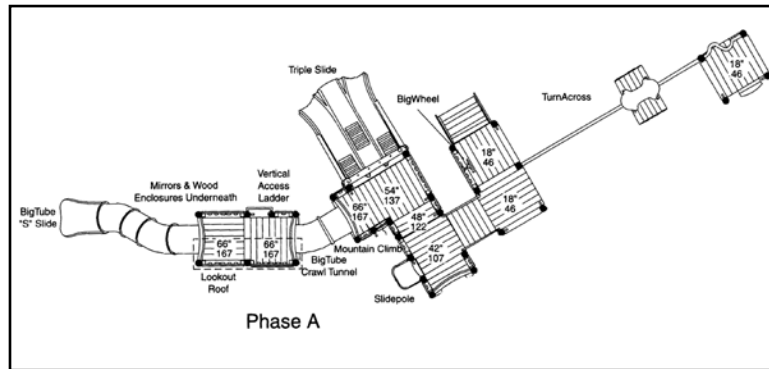 18"
46
Triple Slide
BigWheel
TurnAcross
18"
46
Mirrors & Wood
Enclosures Underneath
Vertical
Access
Ladder
54"
137
66"
167
18"
46
BigTube
"S" Slide
48"
122
66"
167
66"
167
Mountain Climb
42"
107
Lookout
Roof
BigTube
Crawl Tunnel
Slidepole
Phase A